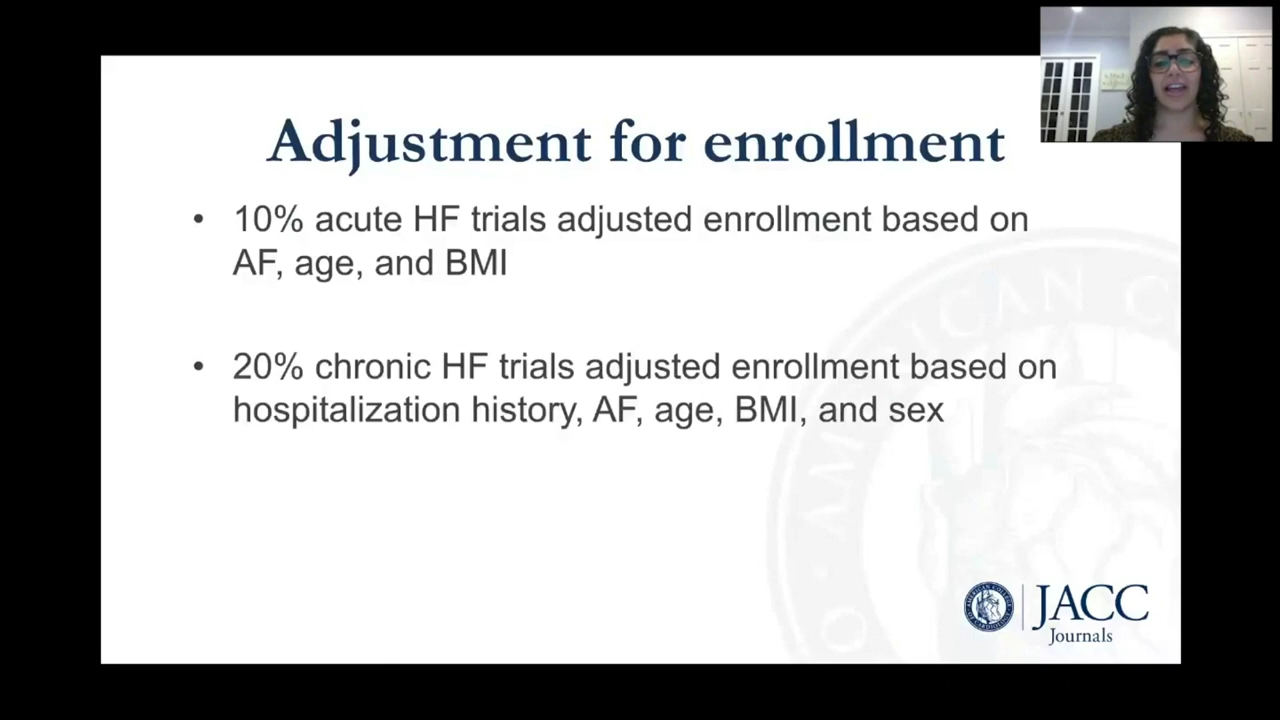 Adjustment for enrollment
• 10% acute HF trials adjusted enrollment based on
AF, age, and BMI
• 20% chronic HF trials adjusted enrollment based on
hospitalization history, AF, age, BMI, and sex
AMERICAN C
JACC
Journals